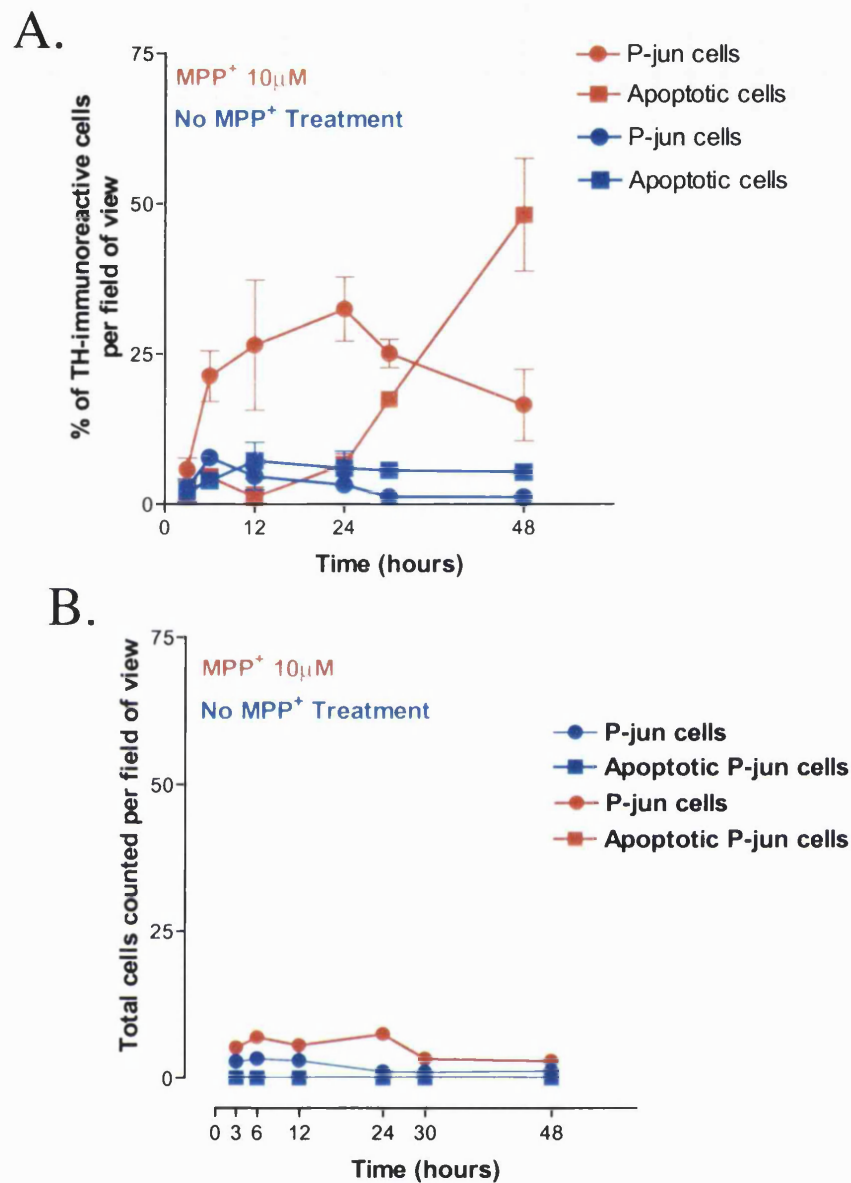 A.
75
50
25
0
MPP⁺ 10μM
No MPP⁺ Treatment
P-jun cells
Apoptotic cells
P-jun cells
Apoptotic cells
% of TH-immunoreactive cells
per field of view
0 12 24 48
Time (hours)
B.
75
50
25
0
MPP⁺ 10μM
No MPP⁺ Treatment
P-jun cells
Apoptotic P-jun cells
P-jun cells
Apoptotic P-jun cells
Total cells counted per field of view
0 3 6 12 24 30 48
Time (hours)